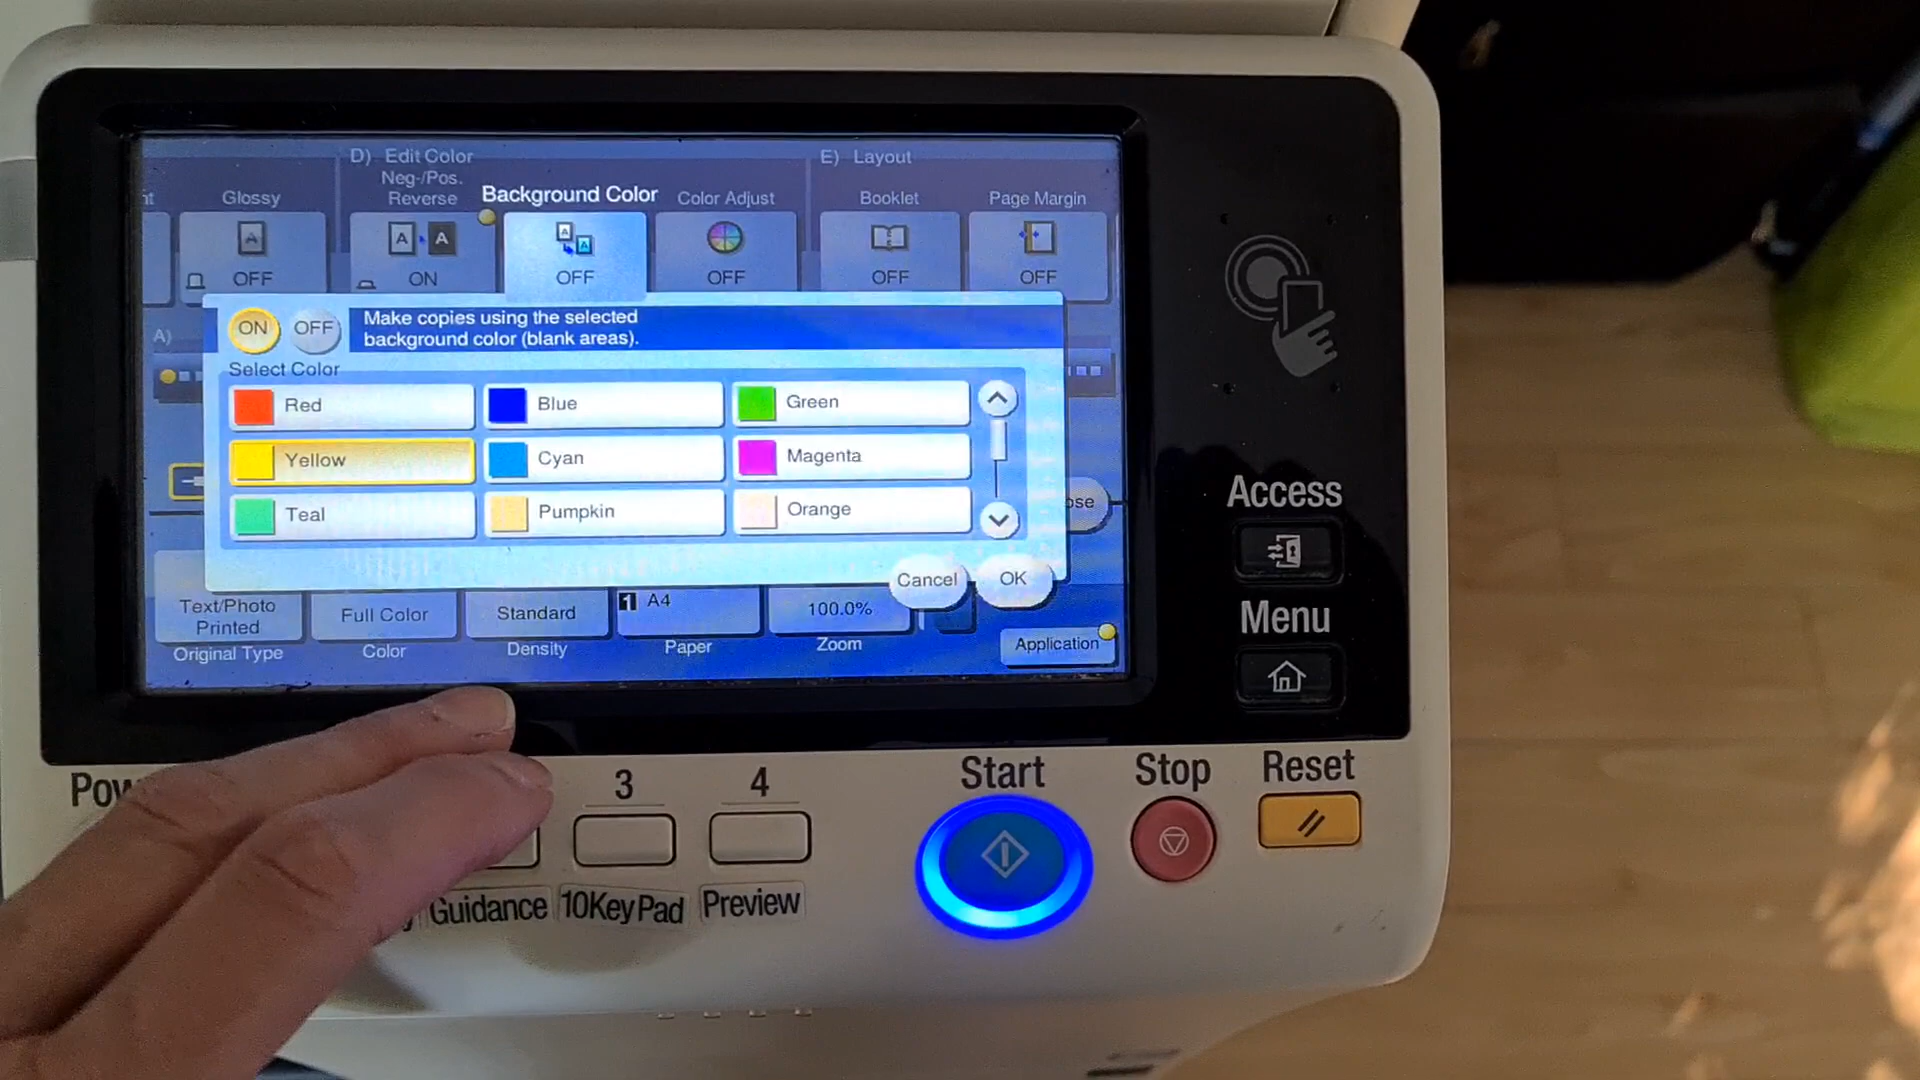 D) Edit Color
E) Layout
Glossy
Neg-/Pos.
Reverse
Background Color
Color Adjust
Booklet
Page Margin
A
A
A
A
A
OFF
ON
OFF
OFF
OFF
OFF
A)
ON
OFF
Make copies using the selected
background color (blank areas).
Select Color
Red
Blue
Green
Yellow
Cyan
Magenta
Teal
Pumpkin
Orange
Cancel
OK
Text/Photo
Printed
Full Color
Standard
1 A4
100.0%
Original Type
Color
Density
Paper
Zoom
Application
Access
Menu
3
4
Start
Stop
Reset
Guidance
10KeyPad
Preview